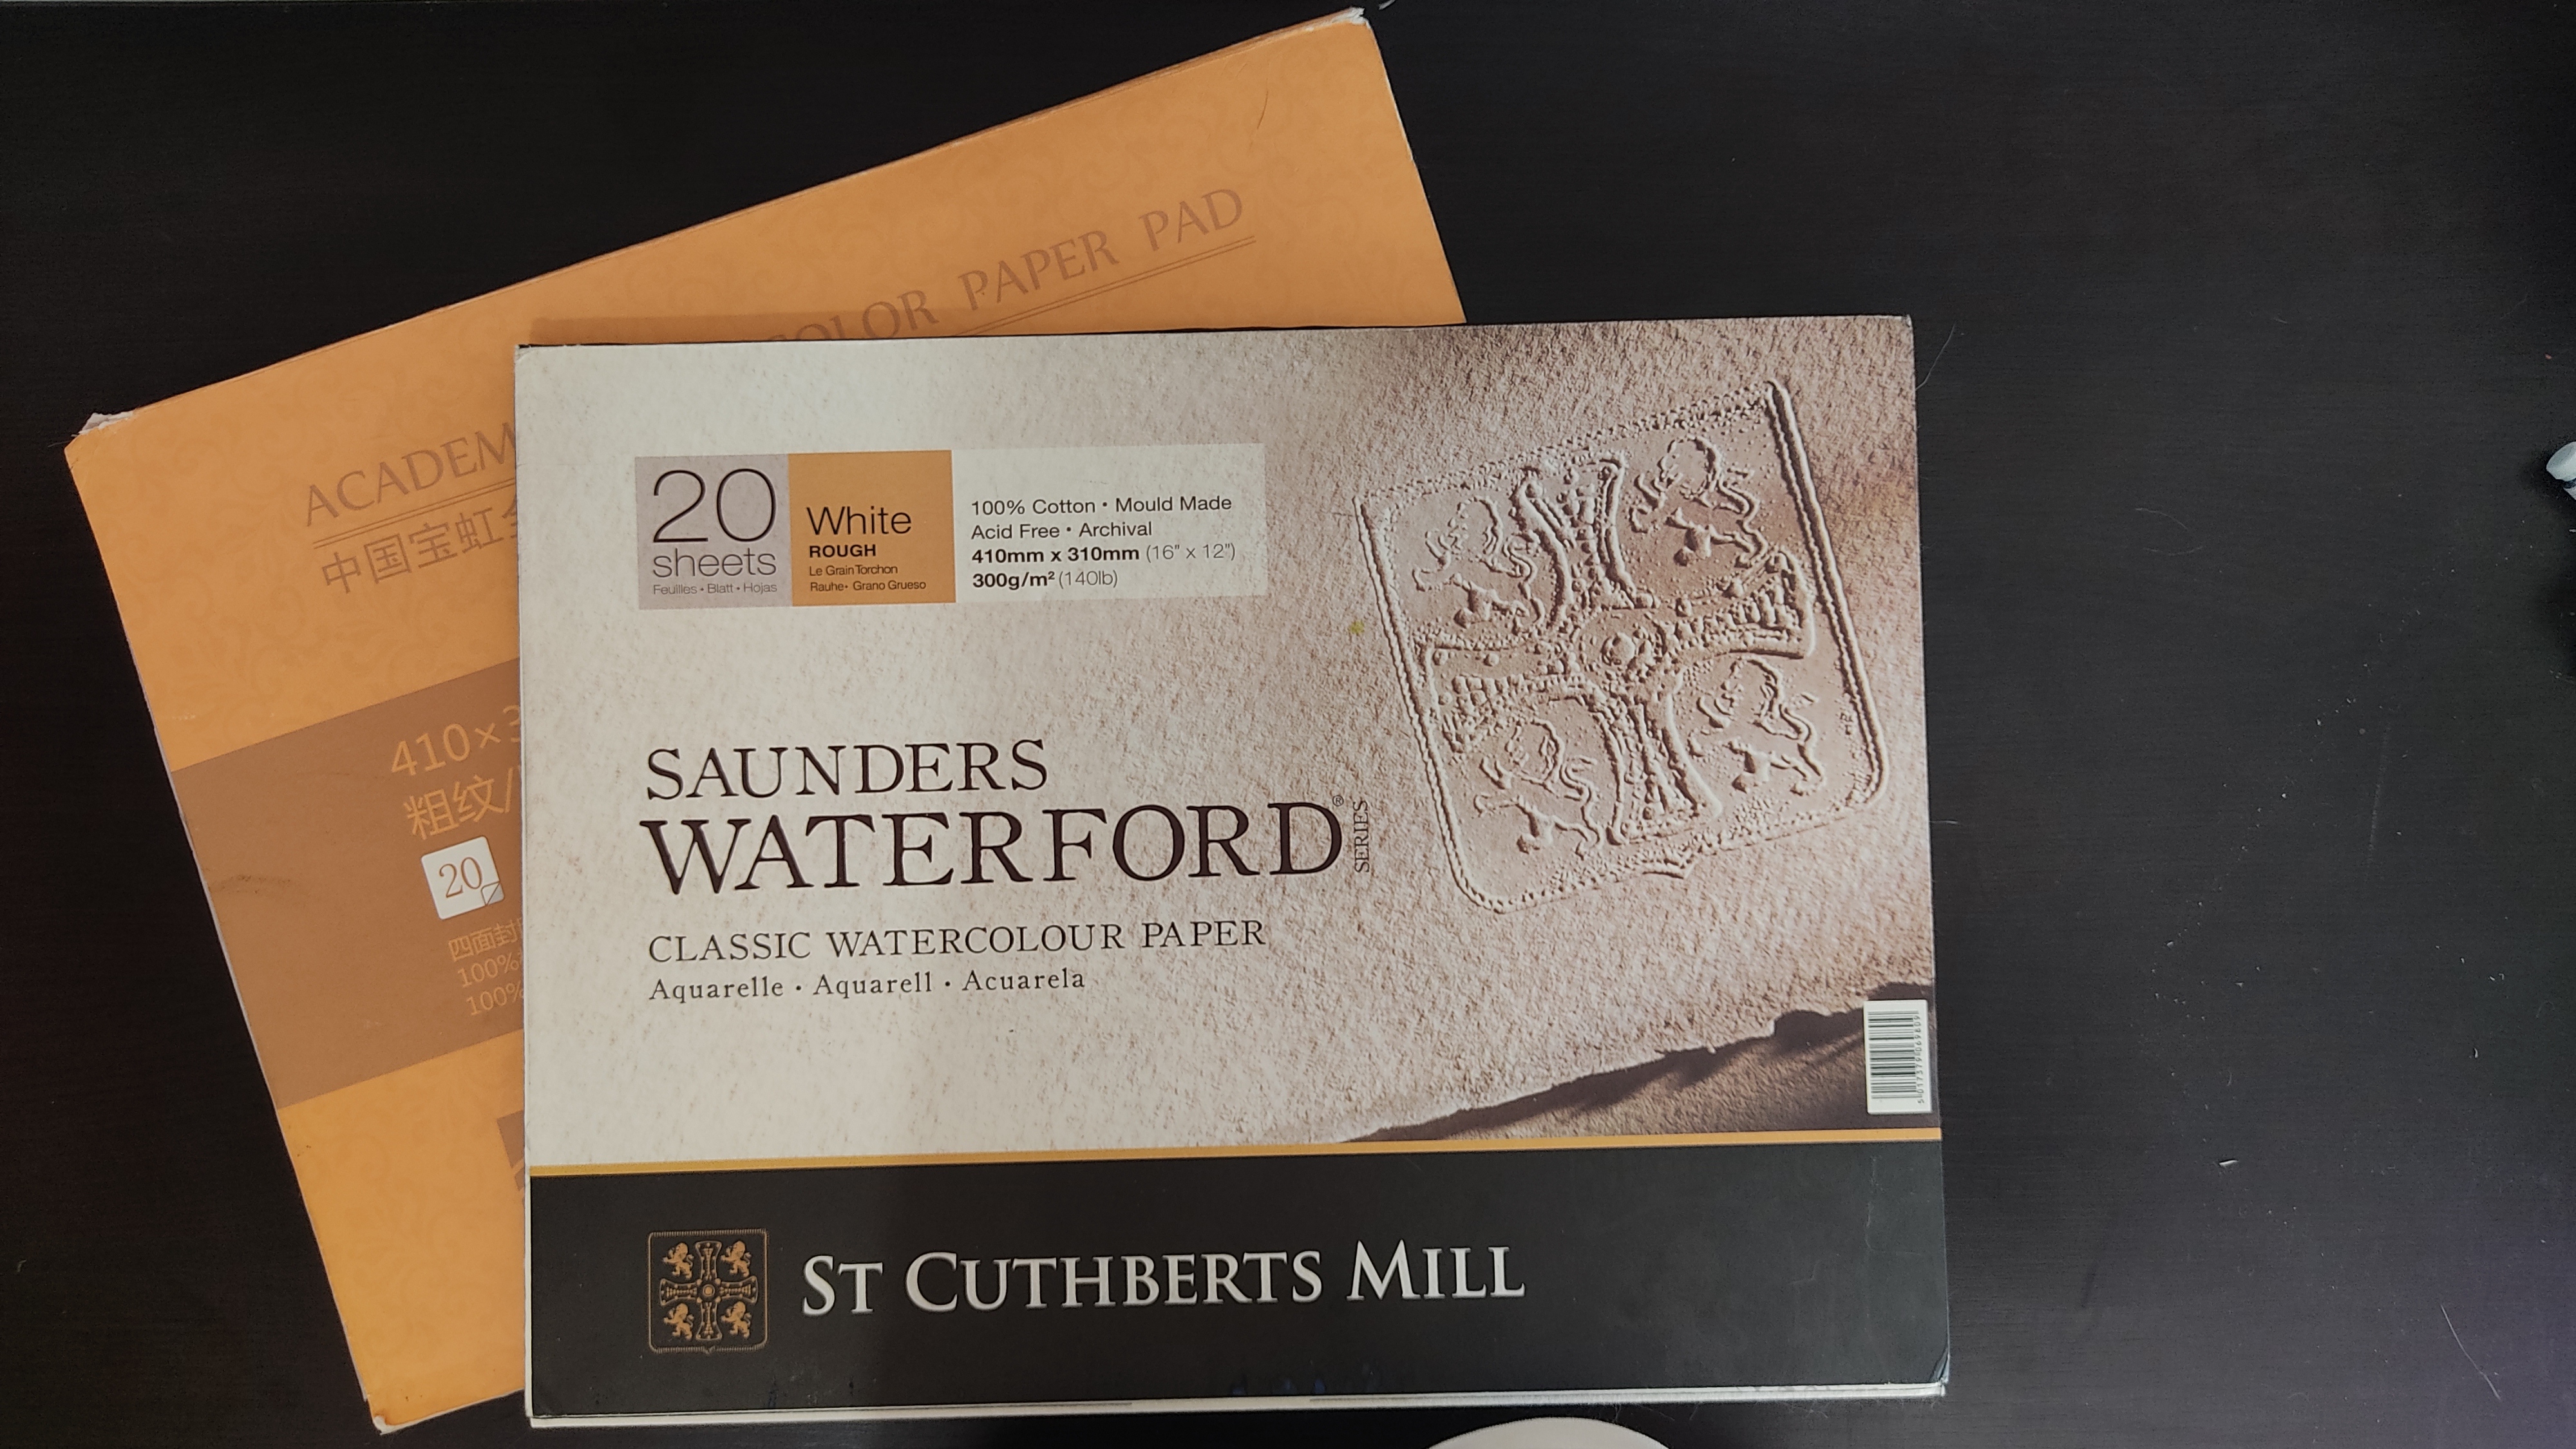 COLOR PAPER PAD
ACADEM
中国宝虹
410×3
粗纹/
20
四面封
100%
100%
20
sheets
Feuilles • Blatt • Hojas
White
ROUGH
Le Grain Torchon
Rauhe • Grano Grueso
100% Cotton • Mould Made
Acid Free • Archival
410mm x 310mm (16" x 12")
300g/m² (140lb)
SAUNDERS
WATERFORD®
SERIES
CLASSIC WATERCOLOUR PAPER
Aquarelle • Aquarell • Acuarela
ST CUTHBERTS MILL